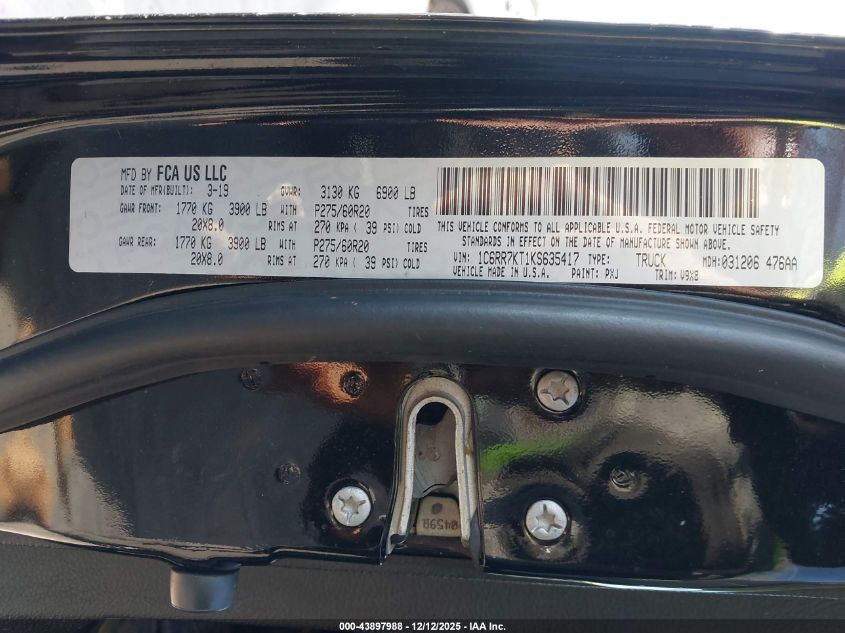 MFD BY FCA US LLC
DATE OF MFR(BUILT): 3-19 GVWR: 3130 KG 6900 LB
GAWR FRONT: 1770 KG 3900 LB WITH P275/60R20 TIRES
20X8.0 RIMS AT 270 KPA ( 39 PSI) COLD
GAWR REAR: 1770 KG 3900 LB WITH P275/60R20 TIRES
20X8.0 RIMS AT 270 KPA ( 39 PSI) COLD
THIS VEHICLE CONFORMS TO ALL APPLICABLE U.S.A. FEDERAL MOTOR VEHICLE SAFETY
STANDARDS IN EFFECT ON THE DATE OF MANUFACTURE SHOWN ABOVE.
VIN: 1C6RR7KT1KS635417 TYPE: TRUCK MDH: 031206 476AA
VEHICLE MADE IN U.S.A. PAINT: PXJ TRIM: V9X8
0459A
000-43897988 - 12/12/2025 - IAA Inc.